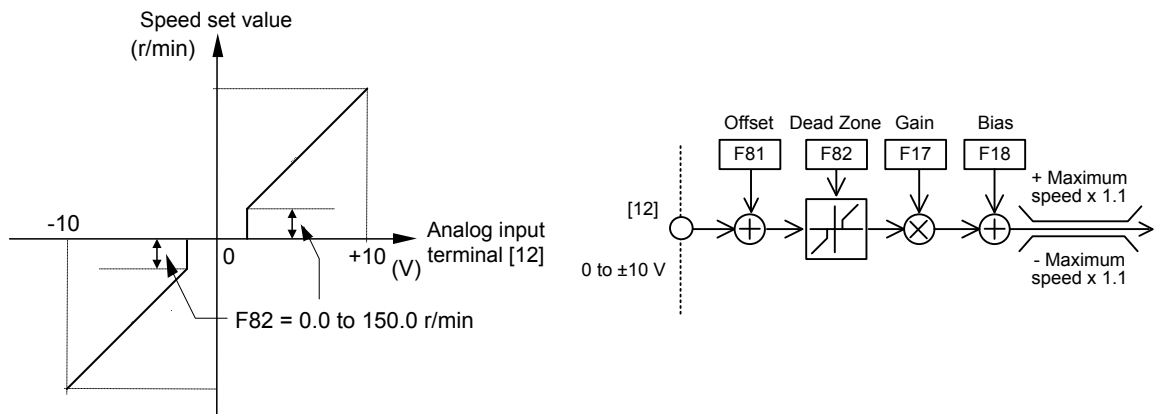 Speed set value
(r/min)
-10
0
+10
(V)
Analog input
terminal [12]
F82 = 0.0 to 150.0 r/min
Offset
Dead Zone
Gain
Bias
F81
F82
F17
F18
+ Maximum
speed x 1.1
[12]
0 to ±10 V
- Maximum
speed x 1.1